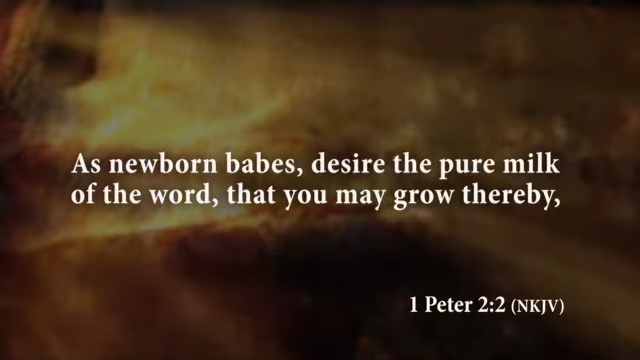 As newborn babes, desire the pure milk
of the word, that you may grow thereby,
1 Peter 2:2 (NKJV)